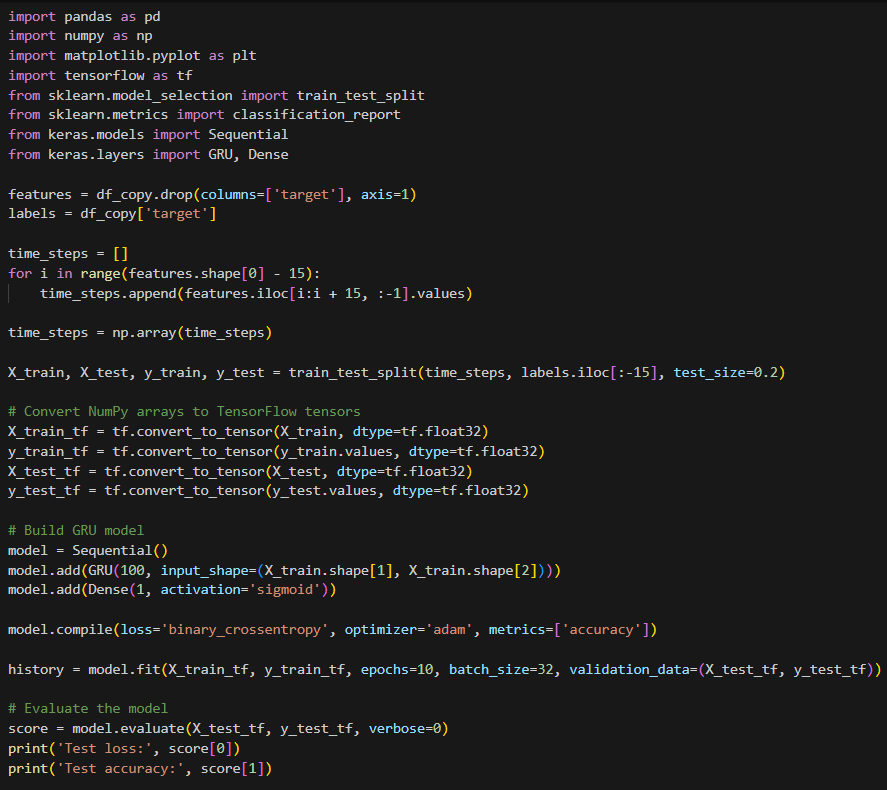 import pandas as pd
import numpy as np
import matplotlib.pyplot as plt
import tensorflow as tf
from sklearn.model_selection import train_test_split
from sklearn.metrics import classification_report
from keras.models import Sequential
from keras.layers import GRU, Dense

features = df_copy.drop(columns=['target'], axis=1)
labels = df_copy['target']

time_steps = []
for i in range(features.shape[0] - 15):
    time_steps.append(features.iloc[i:i + 15, :-1].values)

time_steps = np.array(time_steps)

X_train, X_test, y_train, y_test = train_test_split(time_steps, labels.iloc[:-15], test_size=0.2)

# Convert NumPy arrays to TensorFlow tensors
X_train_tf = tf.convert_to_tensor(X_train, dtype=tf.float32)
y_train_tf = tf.convert_to_tensor(y_train.values, dtype=tf.float32)
X_test_tf = tf.convert_to_tensor(X_test, dtype=tf.float32)
y_test_tf = tf.convert_to_tensor(y_test.values, dtype=tf.float32)

# Build GRU model
model = Sequential()
model.add(GRU(100, input_shape=(X_train.shape[1], X_train.shape[2])))
model.add(Dense(1, activation='sigmoid'))

model.compile(loss='binary_crossentropy', optimizer='adam', metrics=['accuracy'])

history = model.fit(X_train_tf, y_train_tf, epochs=10, batch_size=32, validation_data=(X_test_tf, y_test_tf))

# Evaluate the model
score = model.evaluate(X_test_tf, y_test_tf, verbose=0)
print('Test loss:', score[0])
print('Test accuracy:', score[1])